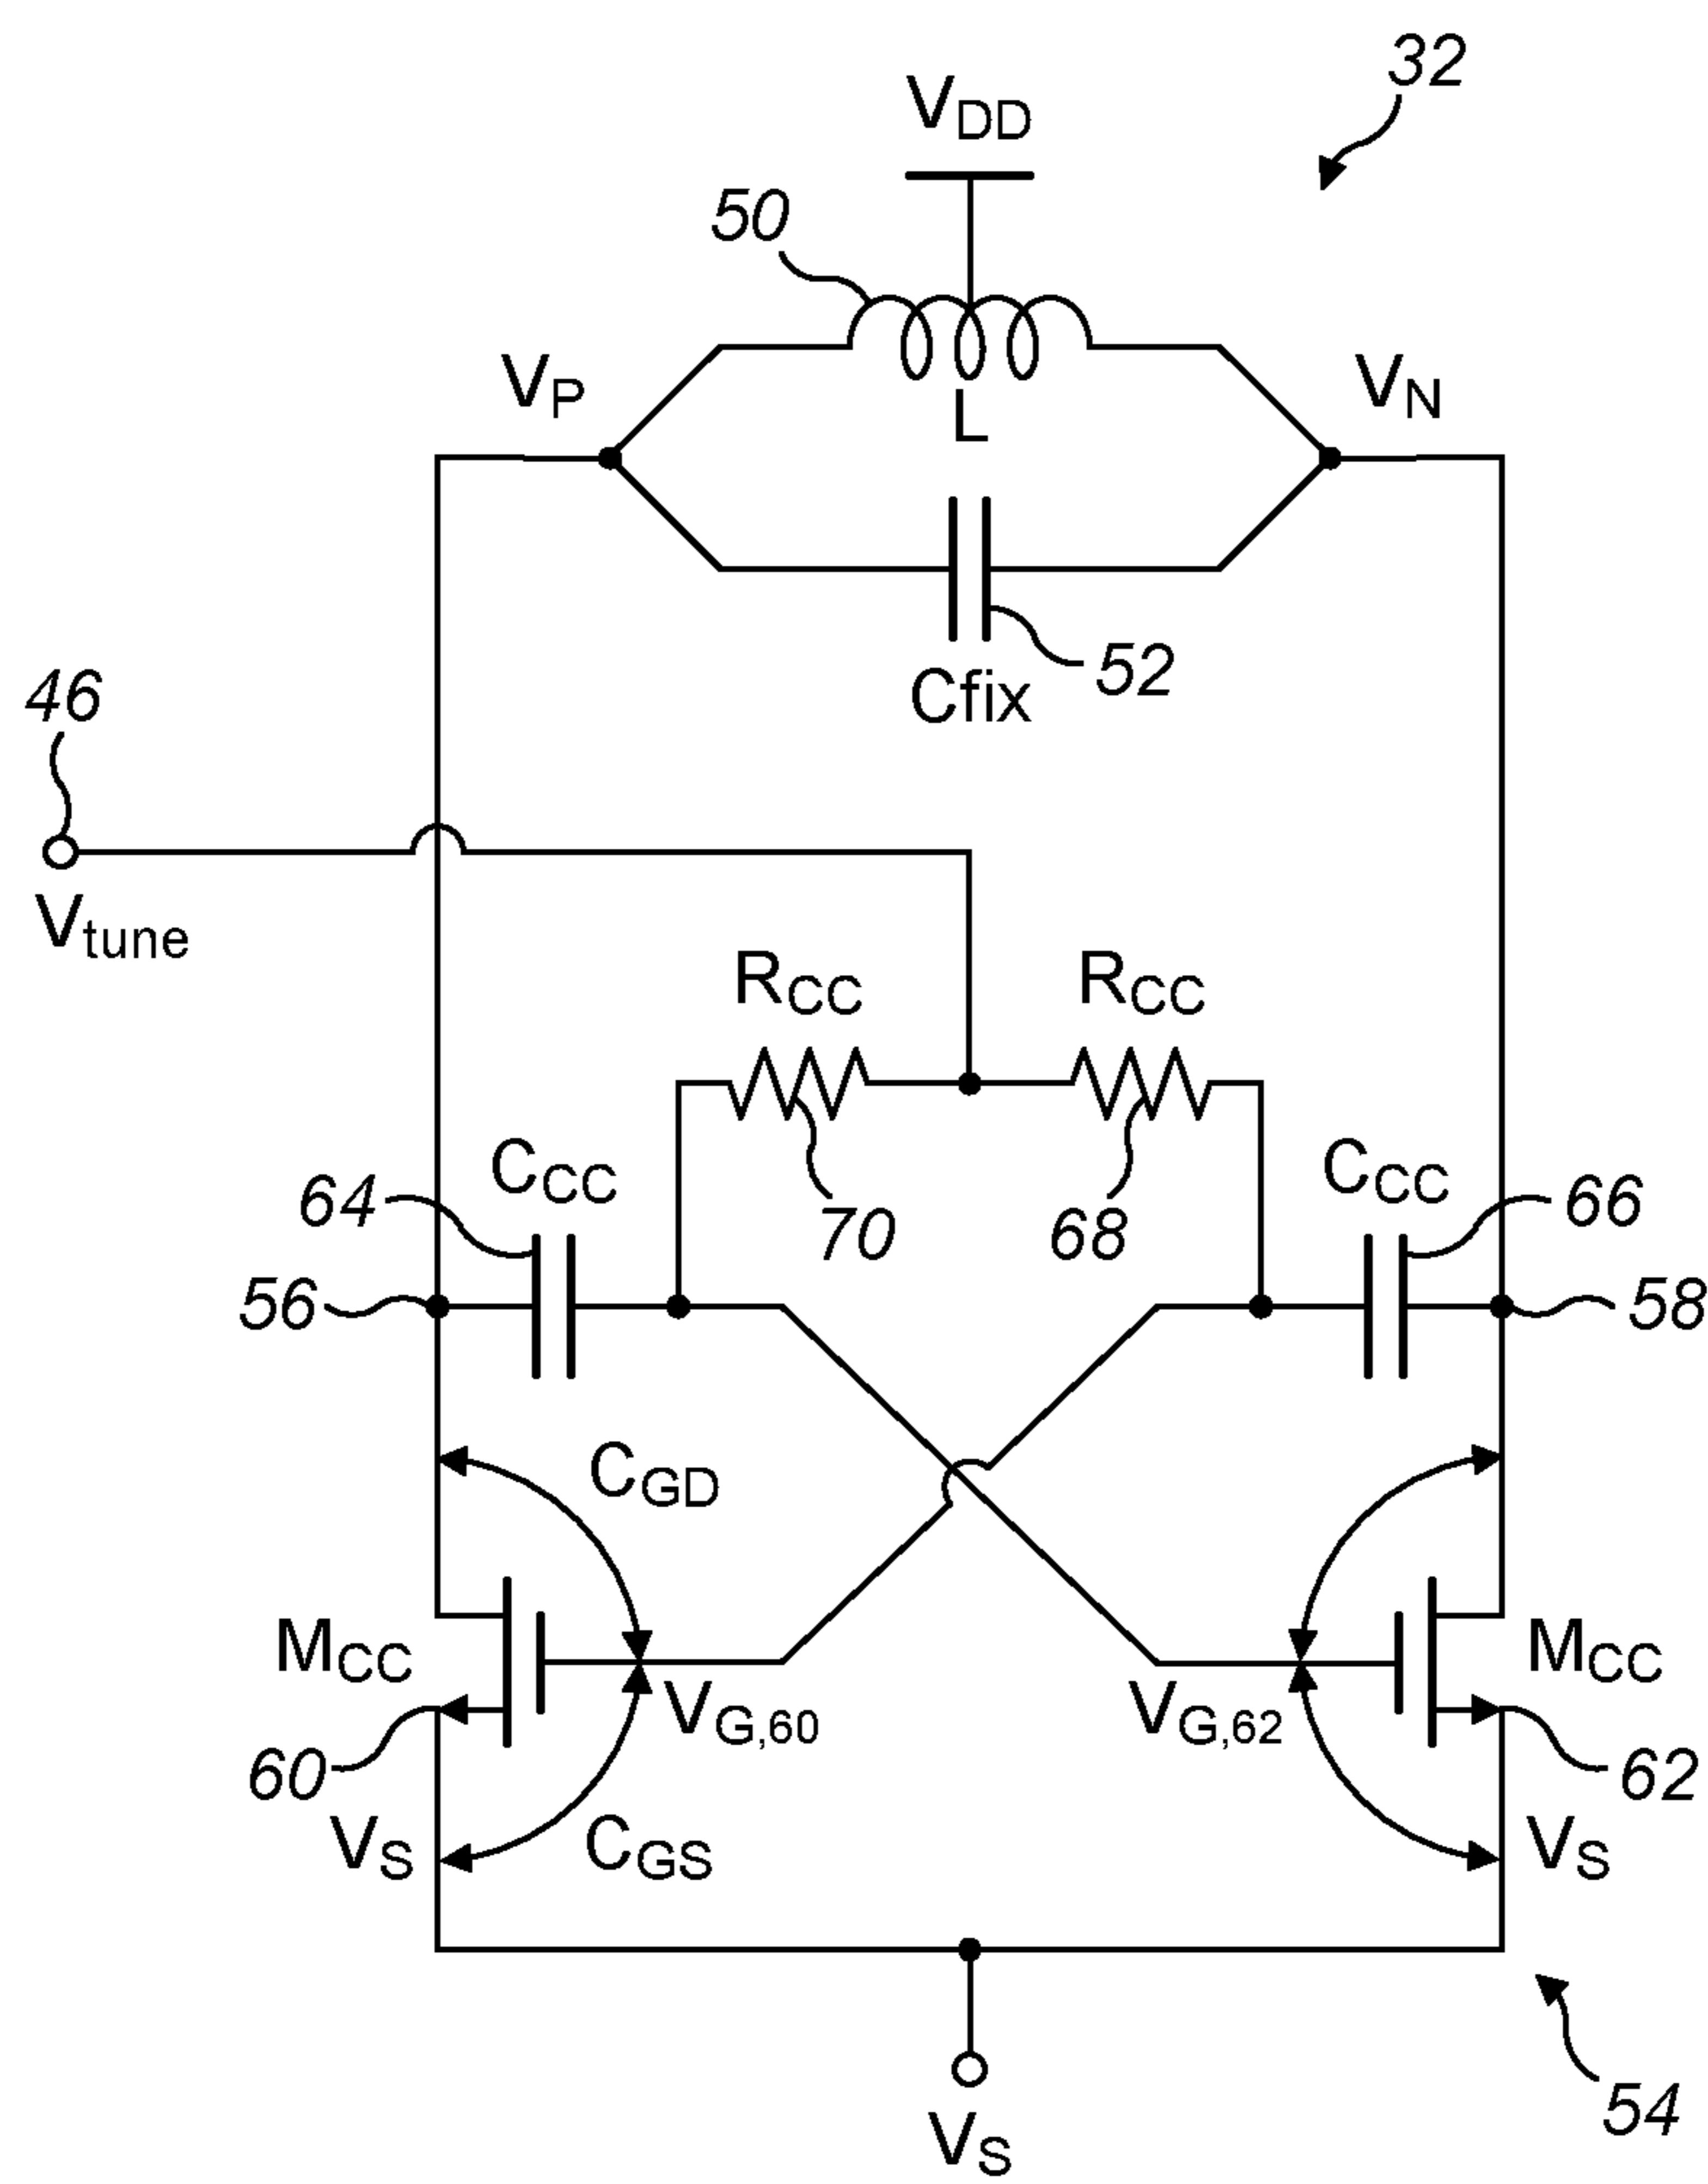 32
VDD
50
VP
VN
L
52
Cfix
46
Vtune
RCC RCC
CCC CCC
64 66
70 68
56 58
CGD
MCC MCC
VG,60 VG,62
60 62
VS CGS VS
54
VS